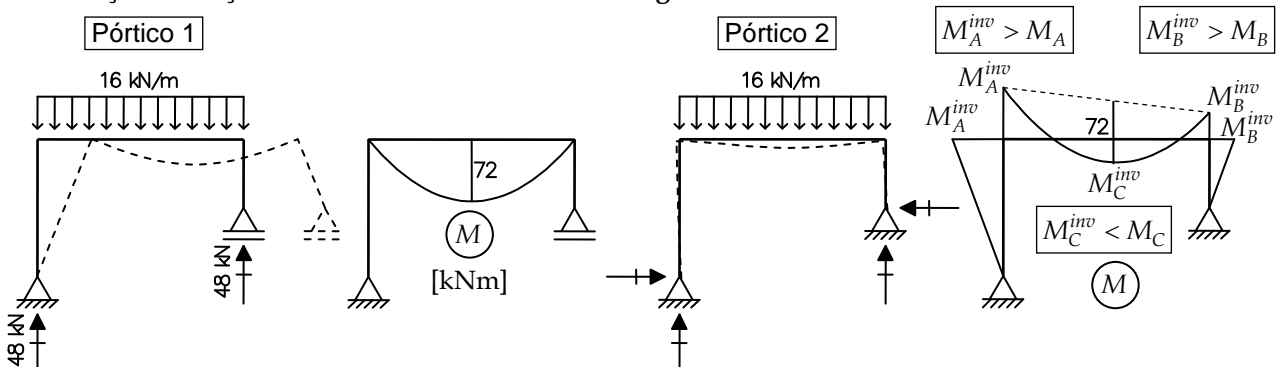 Pórtico 1
16 kN/m
48 kN
48 kN
72
M
[kNm]
Pórtico 2
16 kN/m
M_A^{inv} > M_A
M_B^{inv} > M_B
M_A^{inv}
M_A^{inv}
M_B^{inv}
M_B^{inv}
72
M_C^{inv}
M_C^{inv} < M_C
M